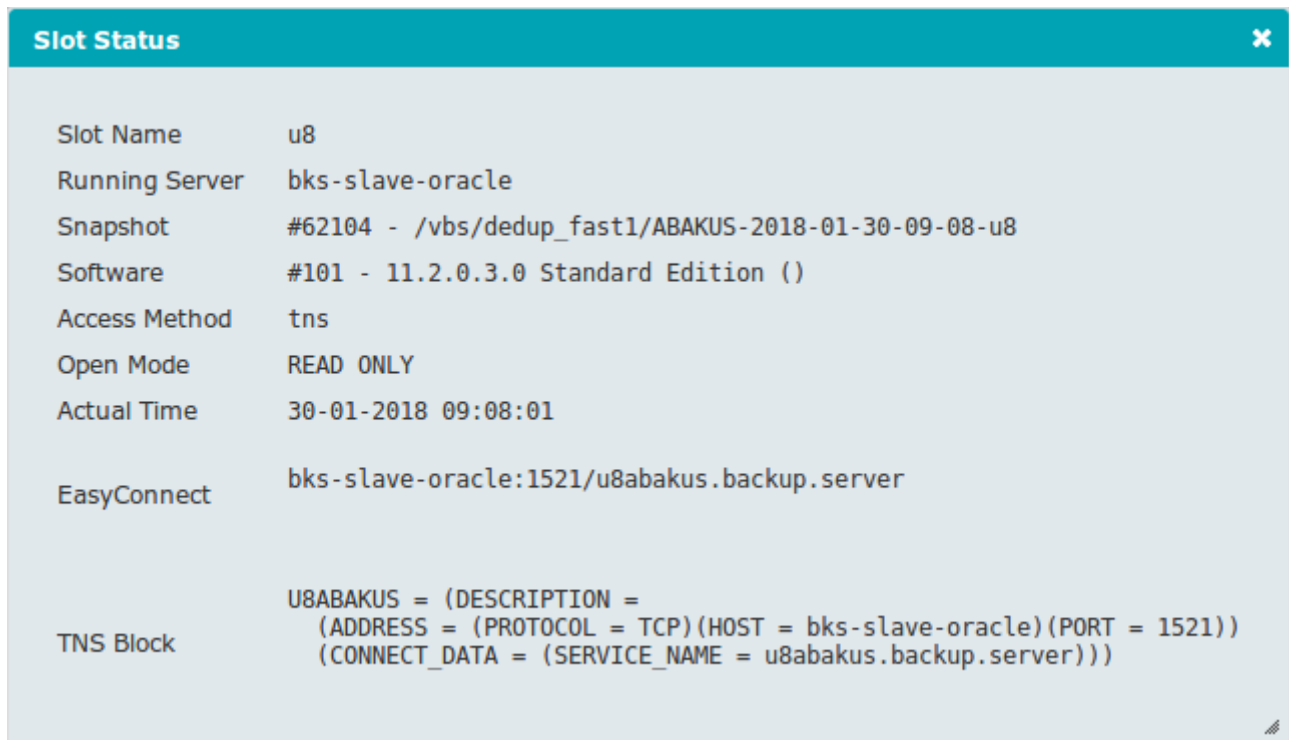 Slot Status
Slot Name u8
Running Server bks-slave-oracle
Snapshot #62104 - /vbs/dedup_fast1/ABAKUS-2018-01-30-09-08-u8
Software #101 - 11.2.0.3.0 Standard Edition ()
Access Method tns
Open Mode READ ONLY
Actual Time 30-01-2018 09:08:01
EasyConnect bks-slave-oracle:1521/u8abakus.backup.server
TNS Block U8ABAKUS = (DESCRIPTION =
(ADDRESS = (PROTOCOL = TCP)(HOST = bks-slave-oracle)(PORT = 1521))
(CONNECT_DATA = (SERVICE_NAME = u8abakus.backup.server)))